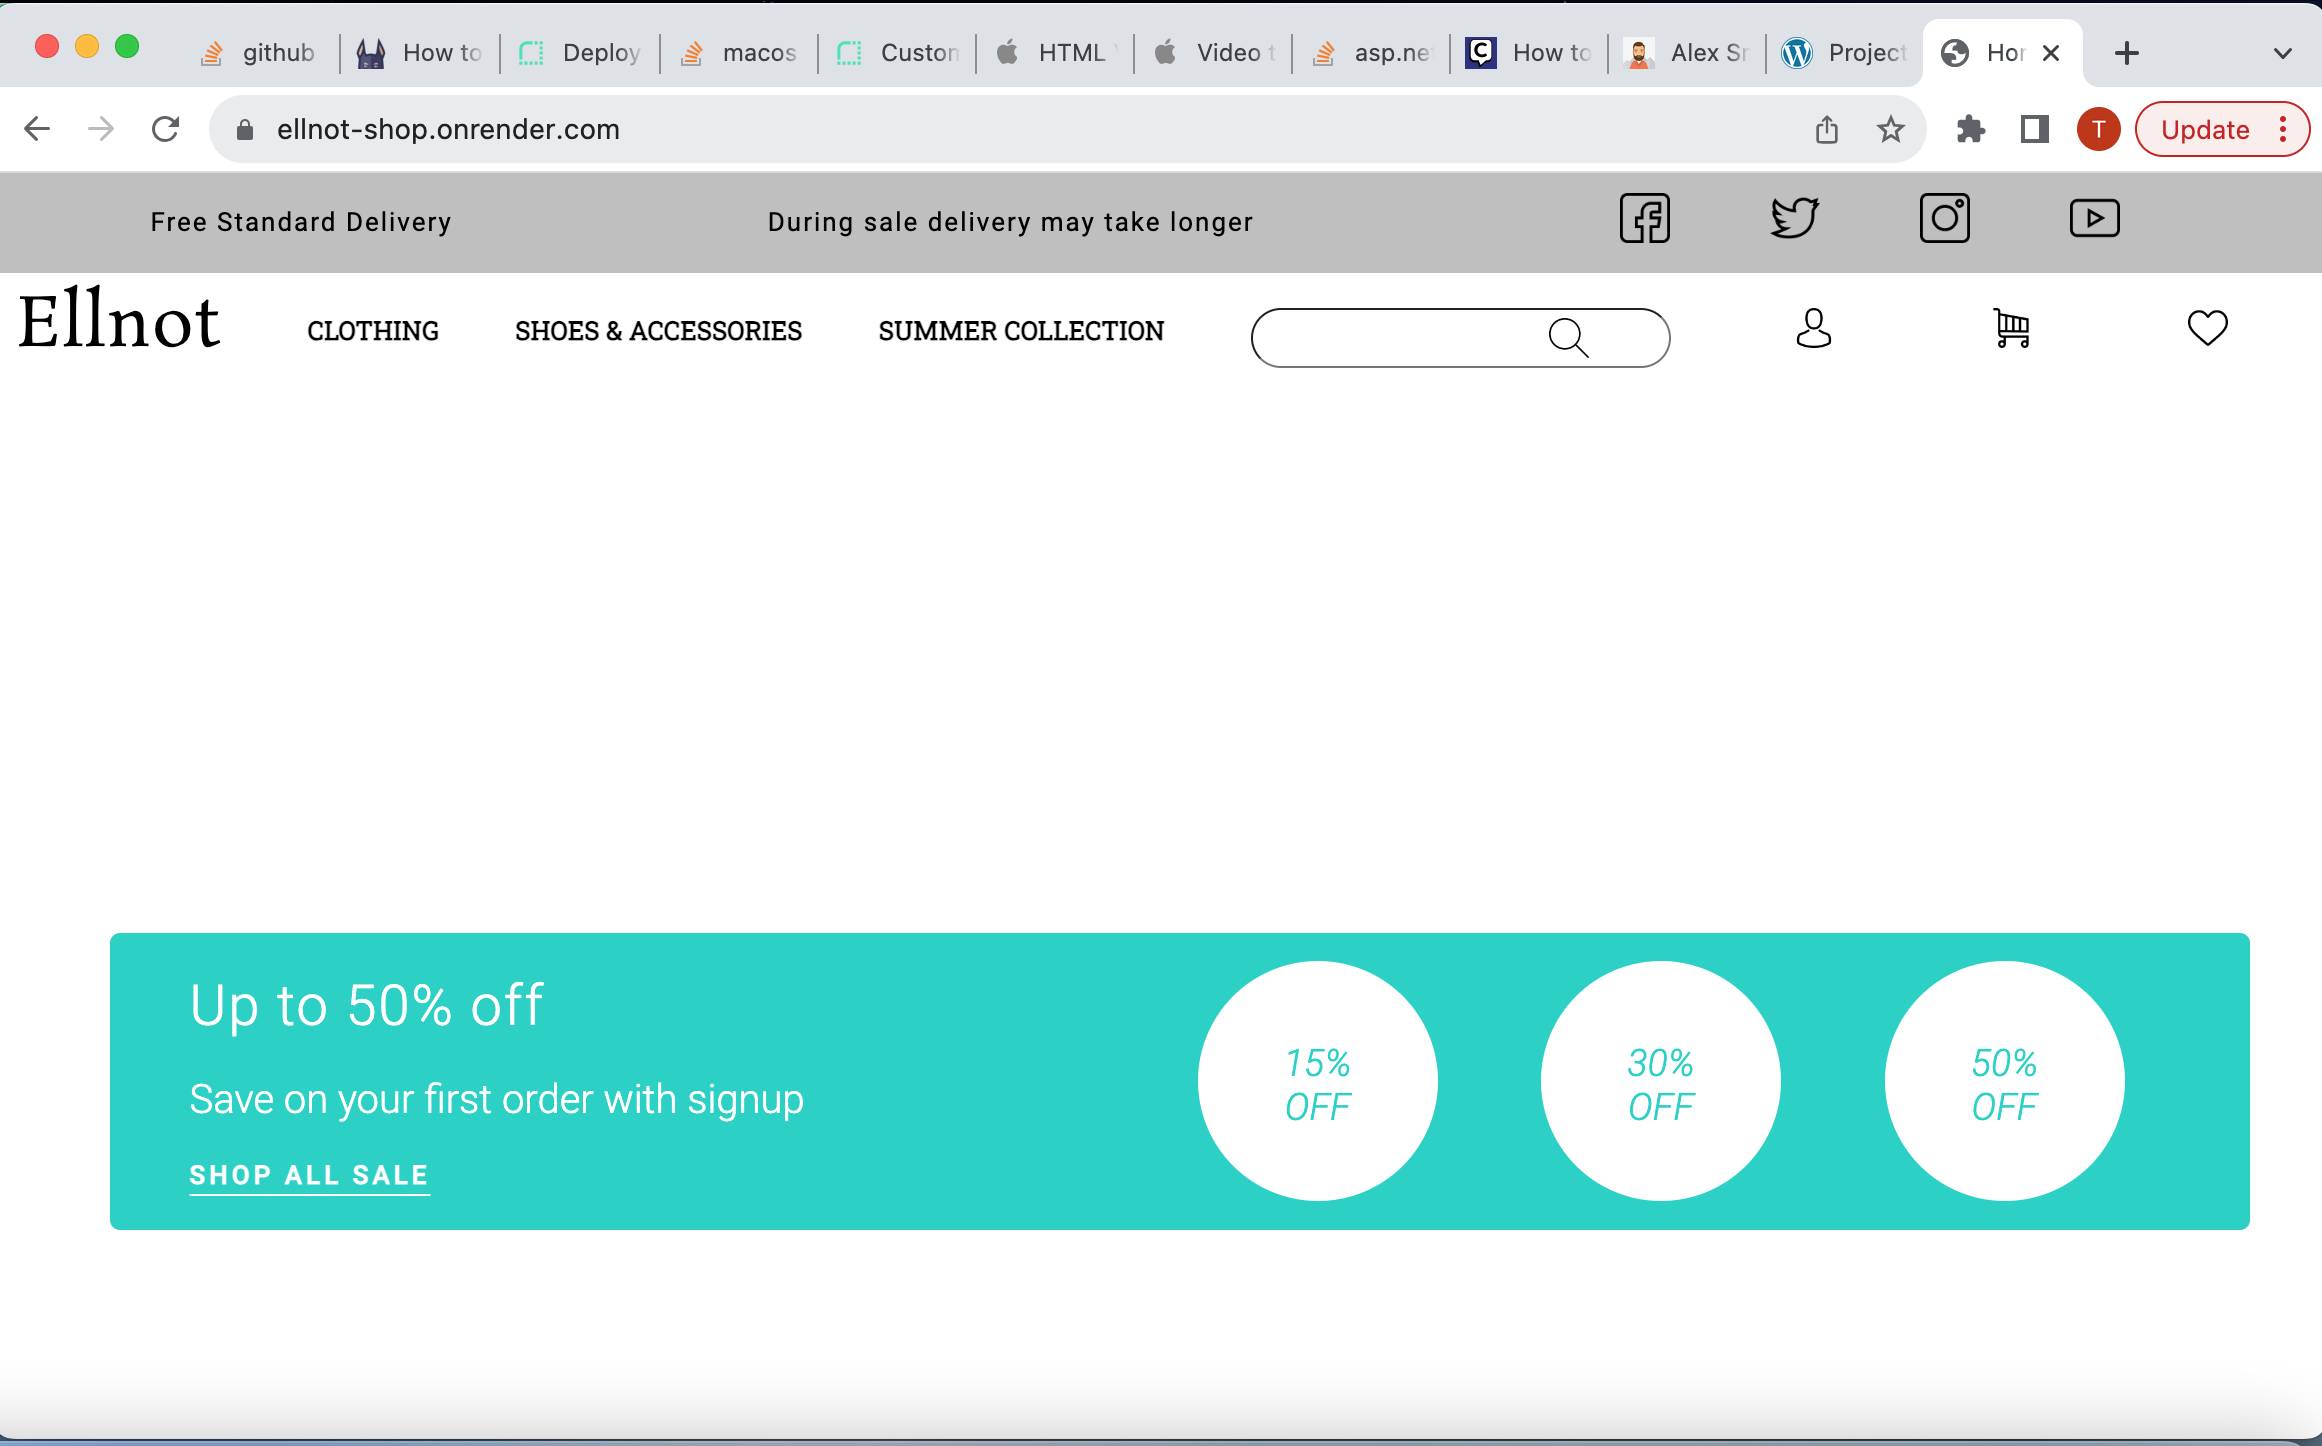 github
How to
Deploy
macos
Custom
HTML
Video t
asp.ne
How to
Alex Sr
Project
Hor
ellnot-shop.onrender.com
T
Update
Free Standard Delivery
During sale delivery may take longer
Ellnot
CLOTHING
SHOES & ACCESSORIES
SUMMER COLLECTION
Up to 50% off
Save on your first order with signup
SHOP ALL SALE
15%
OFF
30%
OFF
50%
OFF